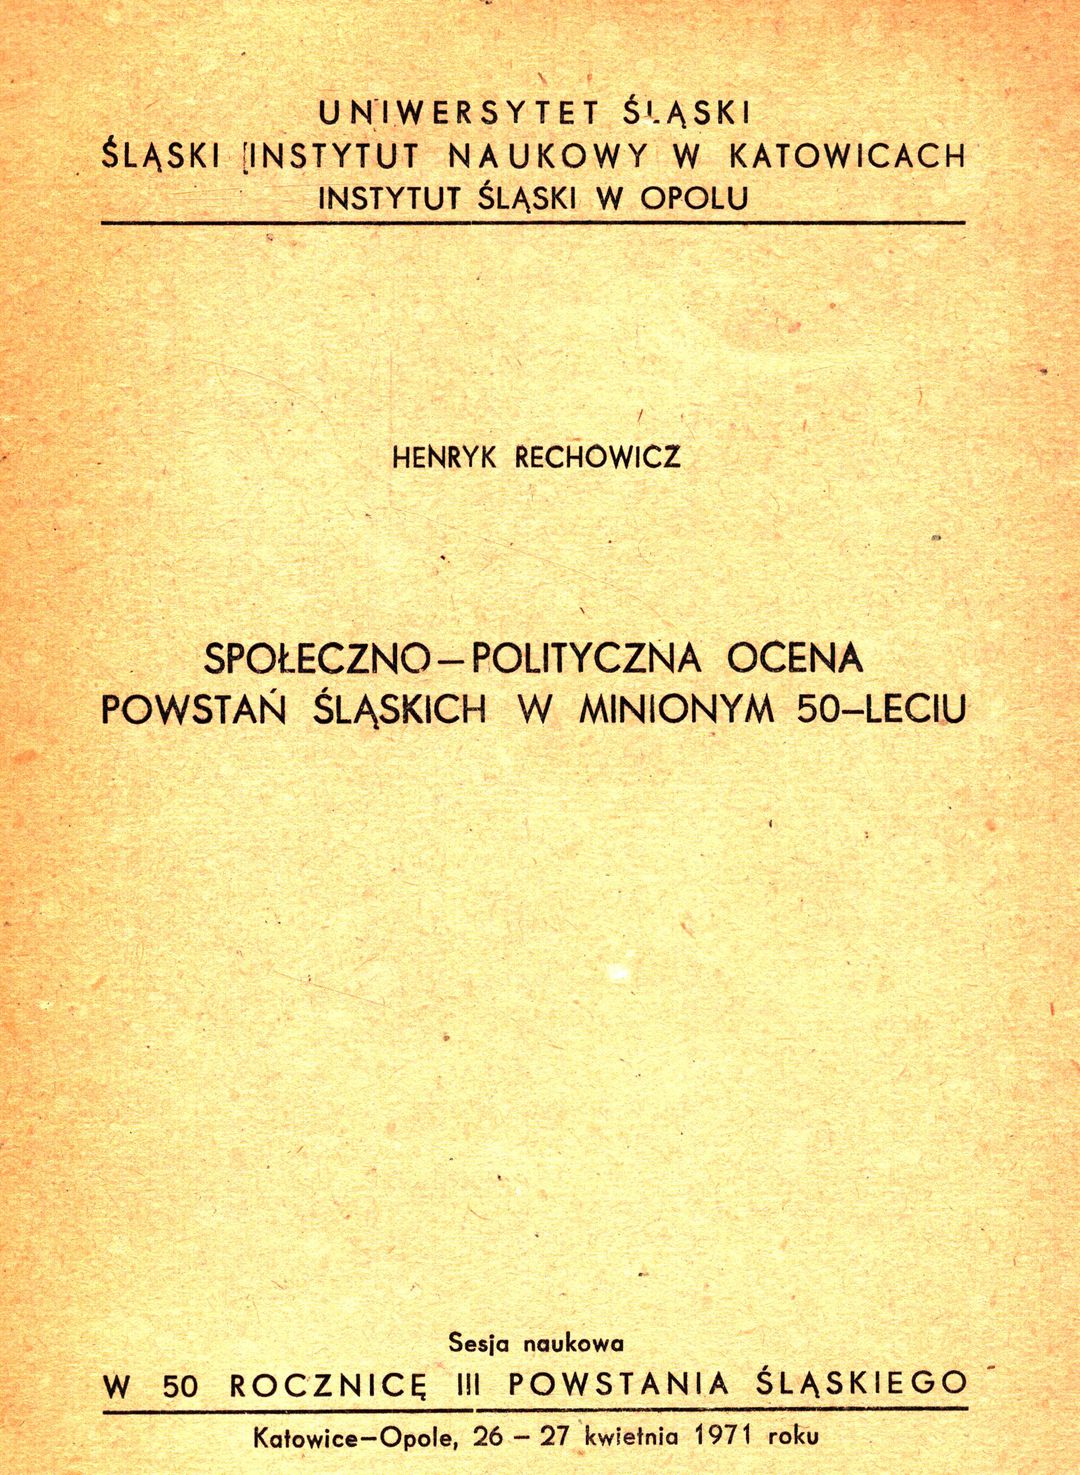 UNIWERSYTET ŚLĄSKI
ŚLĄSKI INSTYTUT NAUKOWY W KATOWICACH
INSTYTUT ŚLĄSKI W OPOLU
HENRYK RECHOWICZ
SPOŁECZNO—POLITYCZNA OCENA
POWSTAŃ ŚLĄSKICH W MINIONYM 50—LECIU
Sesja naukowa
W 50 ROCZNICĘ III POWSTANIA ŚLĄSKIEGO
Katowice—Opole, 26 — 27 kwietnia 1971 roku